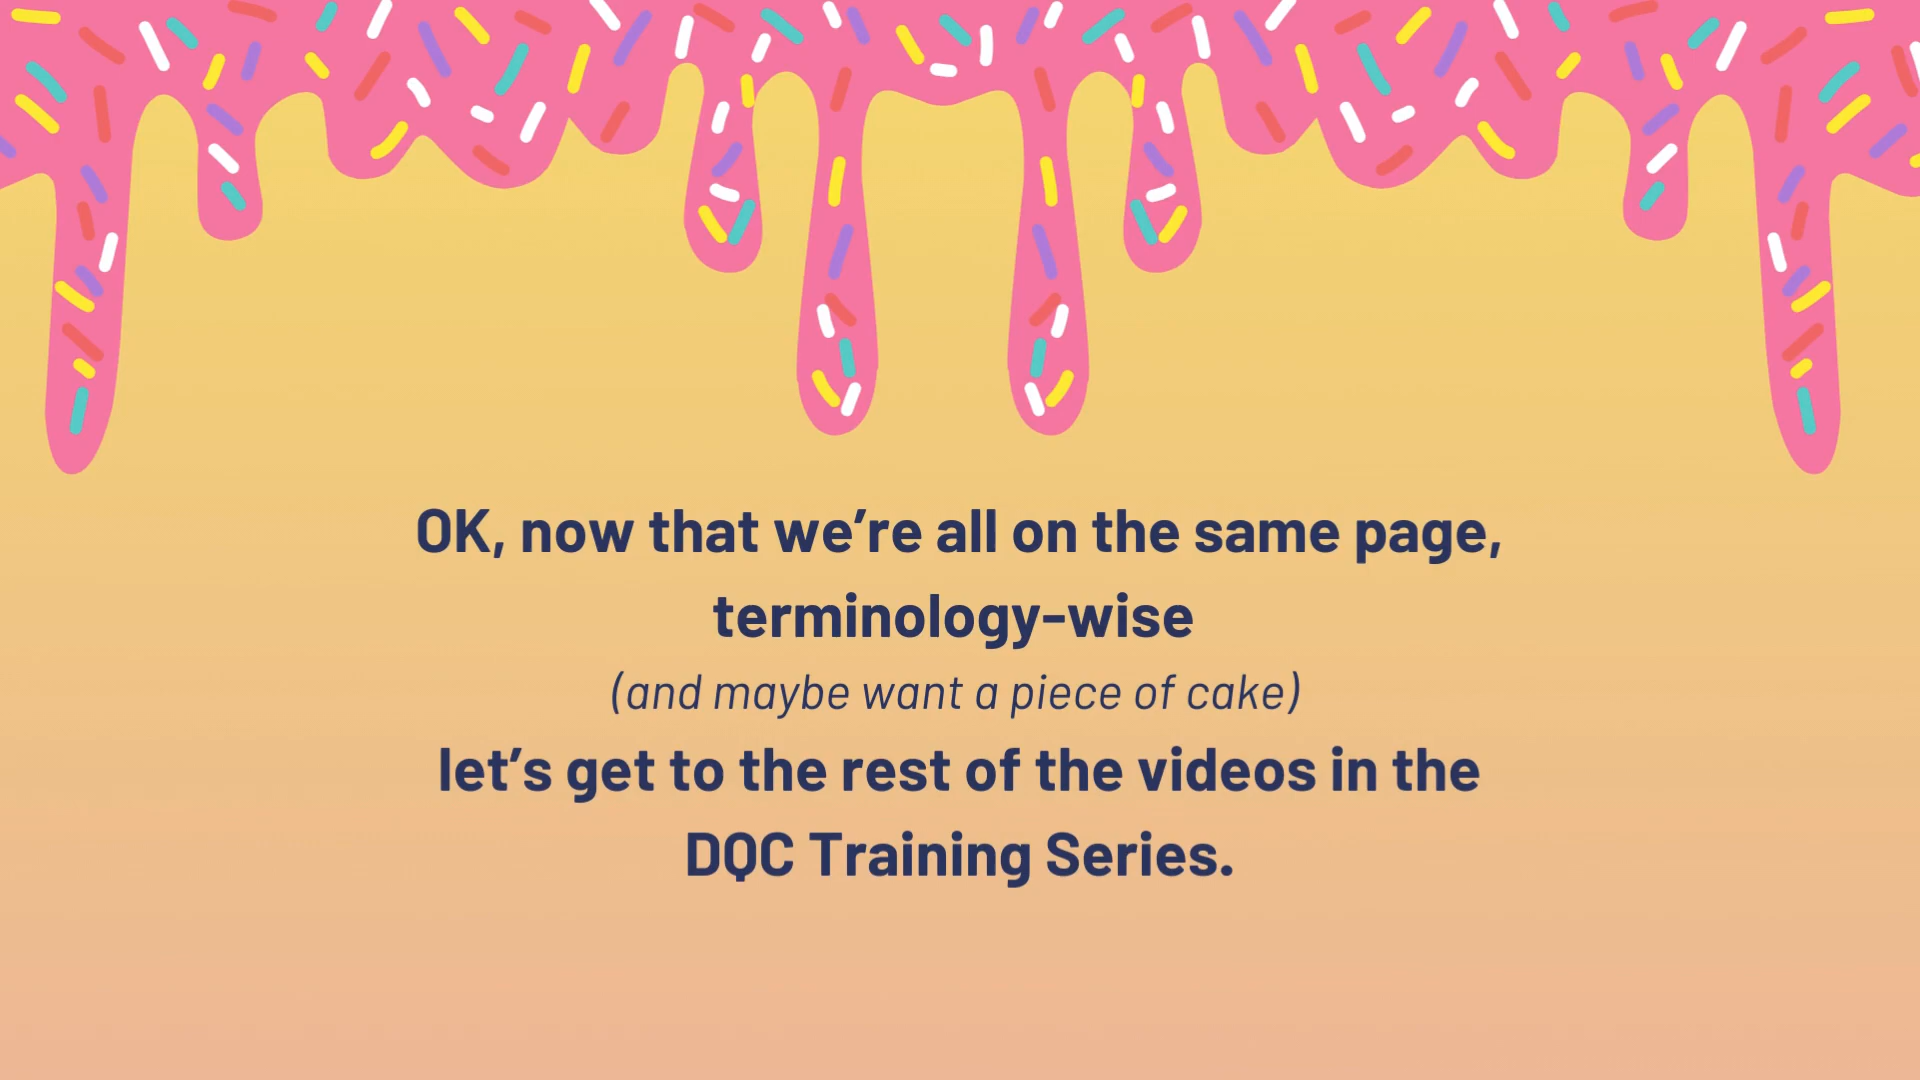 OK, now that we’re all on the same page,
terminology-wise
(and maybe want a piece of cake)
let’s get to the rest of the videos in the
DQC Training Series.